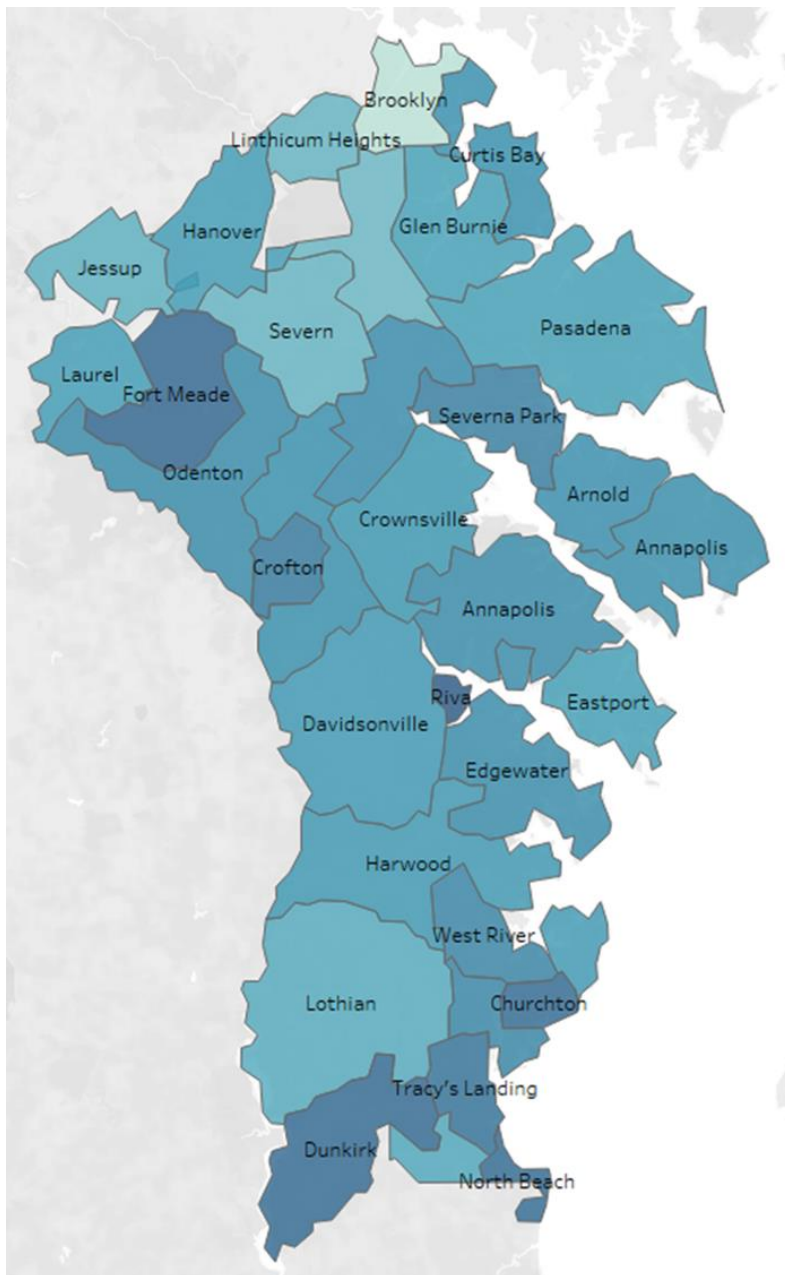 Brooklyn
Linthicum Heights
Curtis Bay
Hanover
Glen Burnie
Jessup
Severn
Pasadena
Laurel
Fort Meade
Severna Park
Odenton
Arnold
Crownsville
Annapolis
Crofton
Annapolis
Riva
Eastport
Davidsonville
Edgewater
Harwood
West River
Lothian
Churchton
Tracy's Landing
Dunkirk
North Beach